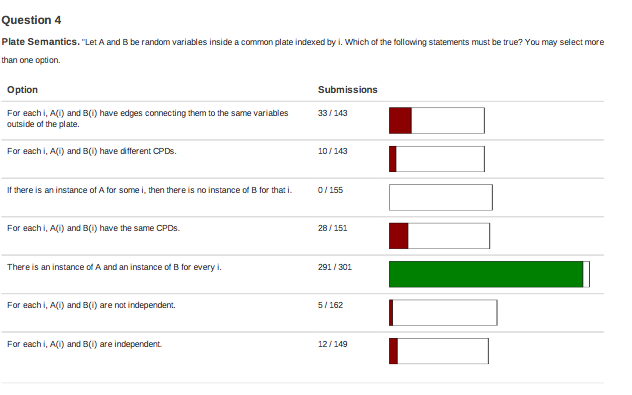 Question 4
Plate Semantics. "Let A and B be random variables inside a common plate indexed by i. Which of the following statements must be true? You may select more
than one option.
Option Submissions
For each i, A(i) and B(i) have edges connecting them to the same variables
outside of the plate. 33 / 143
For each i, A(i) and B(i) have different CPDs. 10 / 143
If there is an instance of A for some i, then there is no instance of B for that i. 0 / 155
For each i, A(i) and B(i) have the same CPDs. 28 / 151
There is an instance of A and an instance of B for every i. 291 / 301
For each i, A(i) and B(i) are not independent. 5 / 162
For each i, A(i) and B(i) are independent. 12 / 149